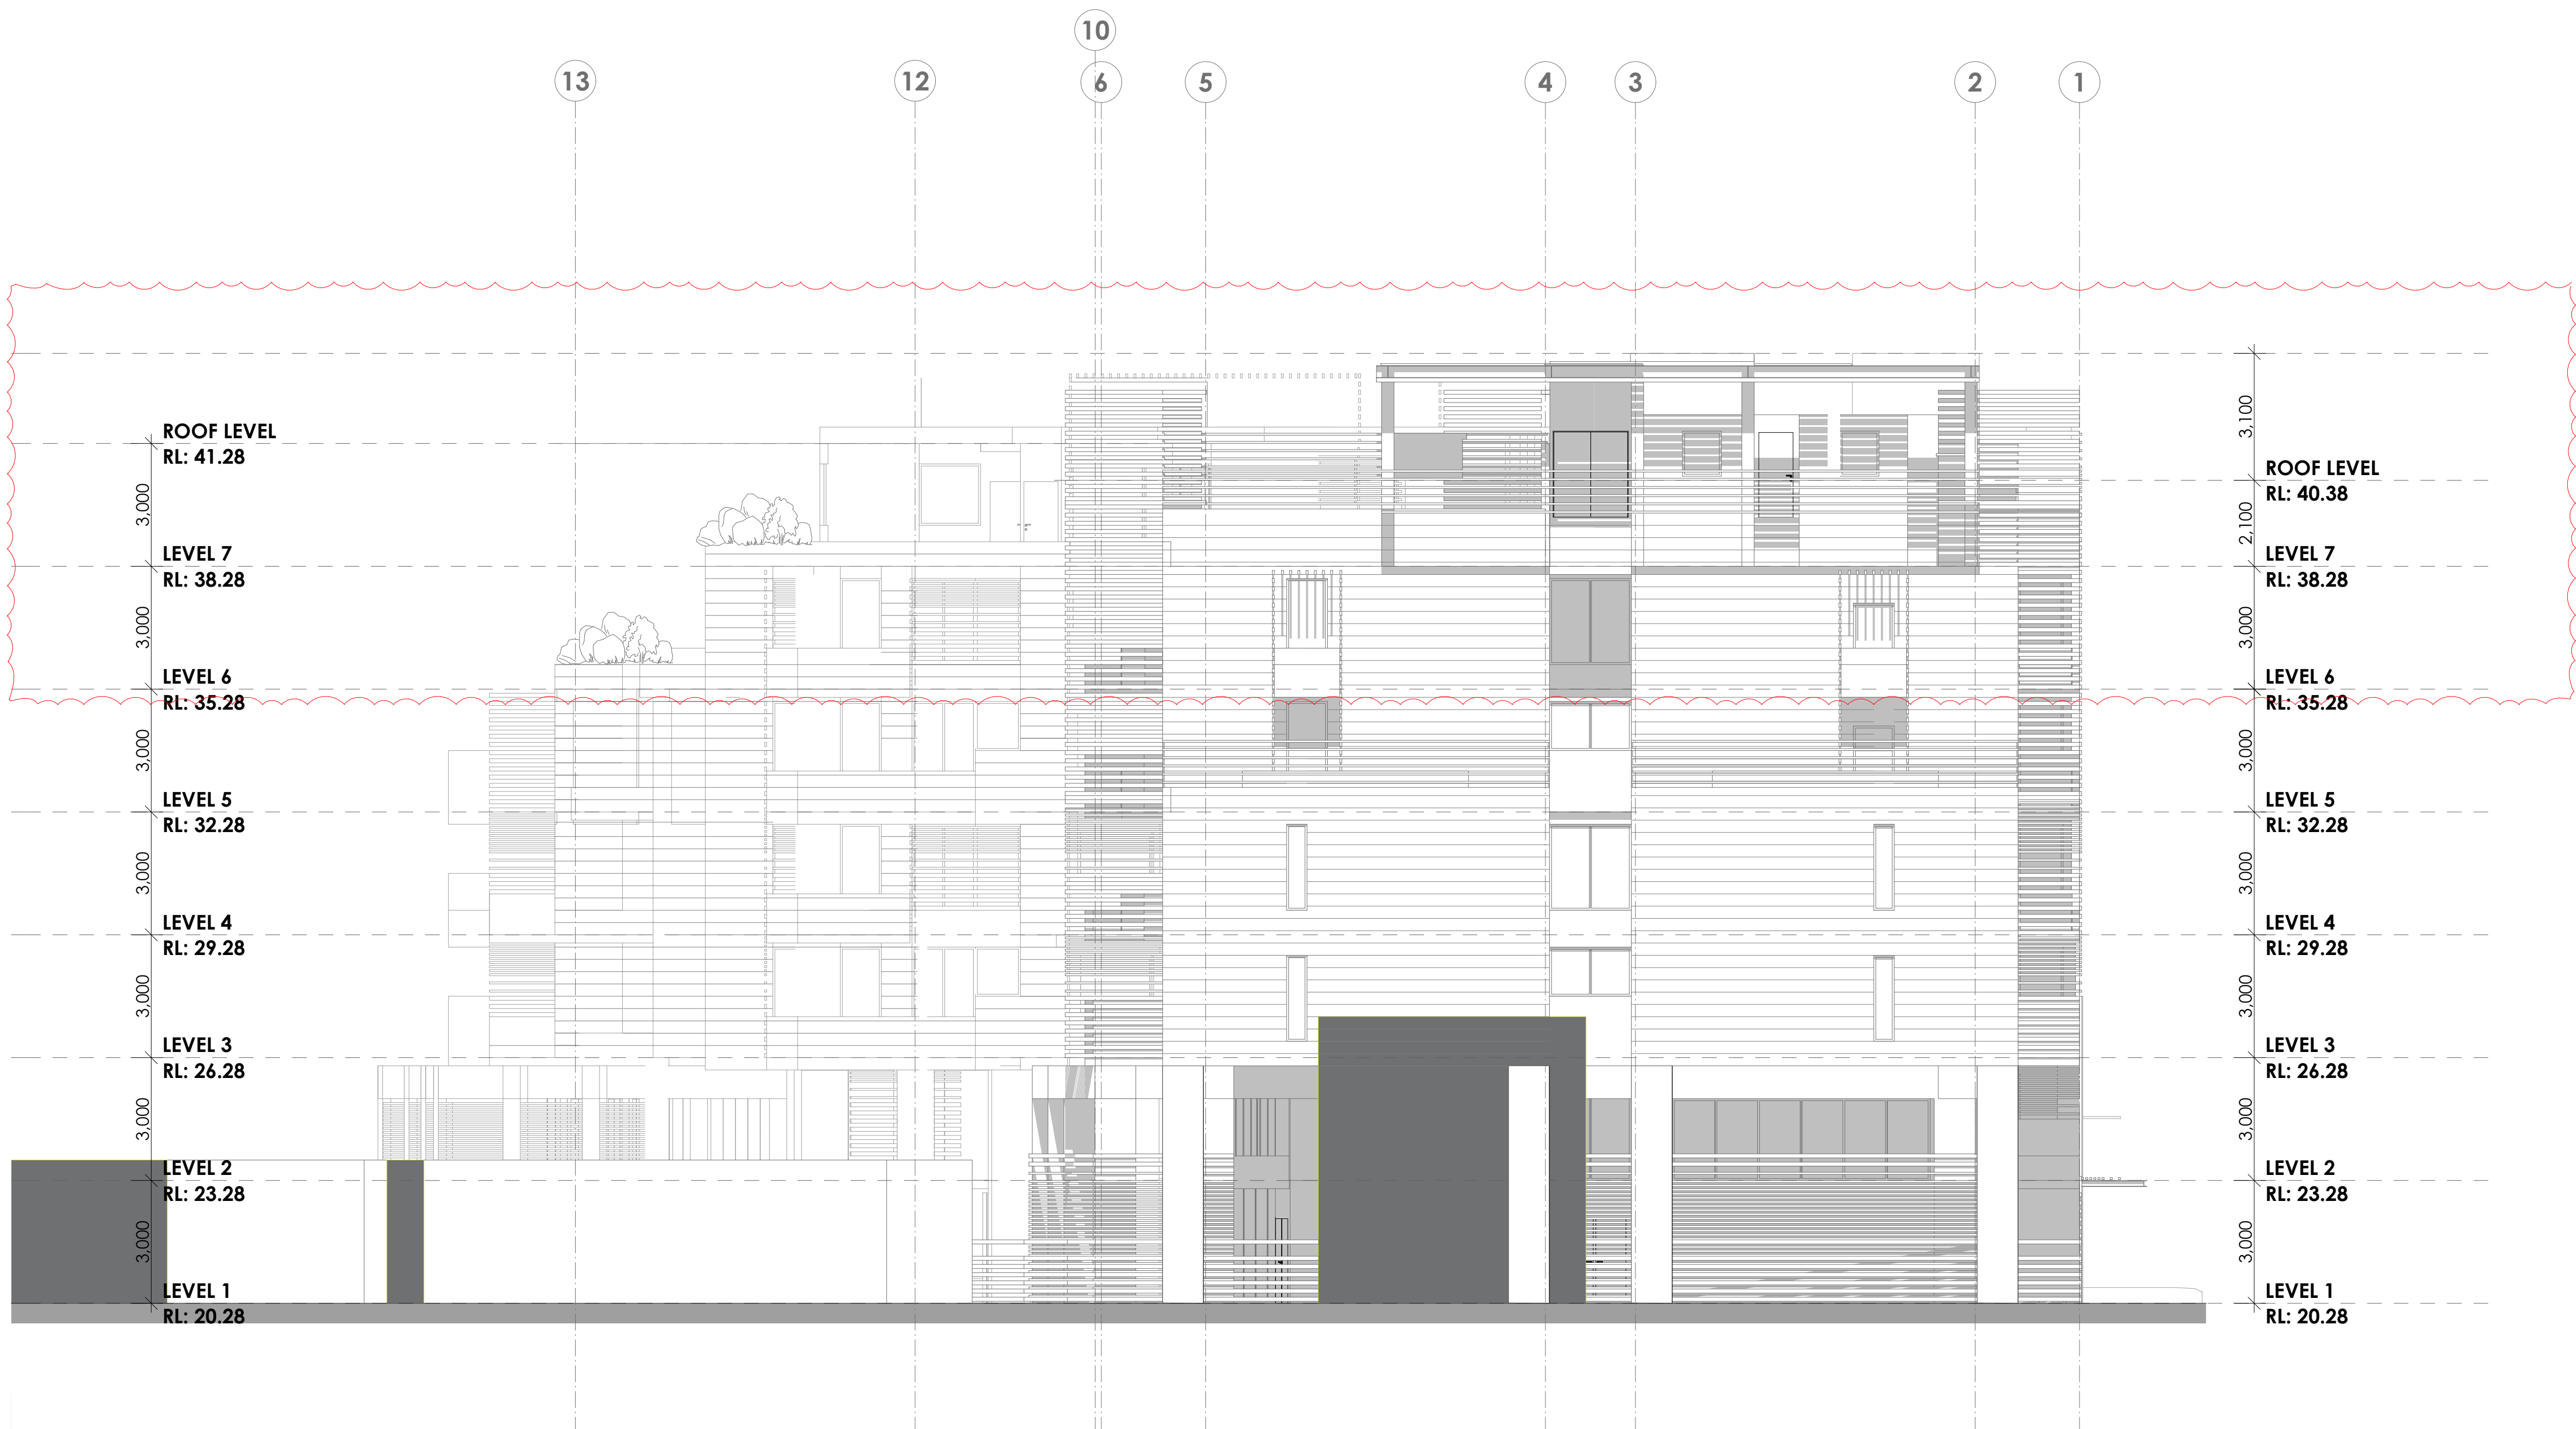 10
13
12
6
5
4
3
2
1
ROOF LEVEL
RL: 41.28
3,000
LEVEL 7
RL: 38.28
3,000
LEVEL 6
RL: 35.28
3,000
LEVEL 5
RL: 32.28
3,000
LEVEL 4
RL: 29.28
3,000
LEVEL 3
RL: 26.28
3,000
LEVEL 2
RL: 23.28
3,000
LEVEL 1
RL: 20.28
3,100
ROOF LEVEL
RL: 40.38
2,100
LEVEL 7
RL: 38.28
3,000
LEVEL 6
RL: 35.28
3,000
LEVEL 5
RL: 32.28
3,000
LEVEL 4
RL: 29.28
3,000
LEVEL 3
RL: 26.28
3,000
LEVEL 2
RL: 23.28
3,000
LEVEL 1
RL: 20.28